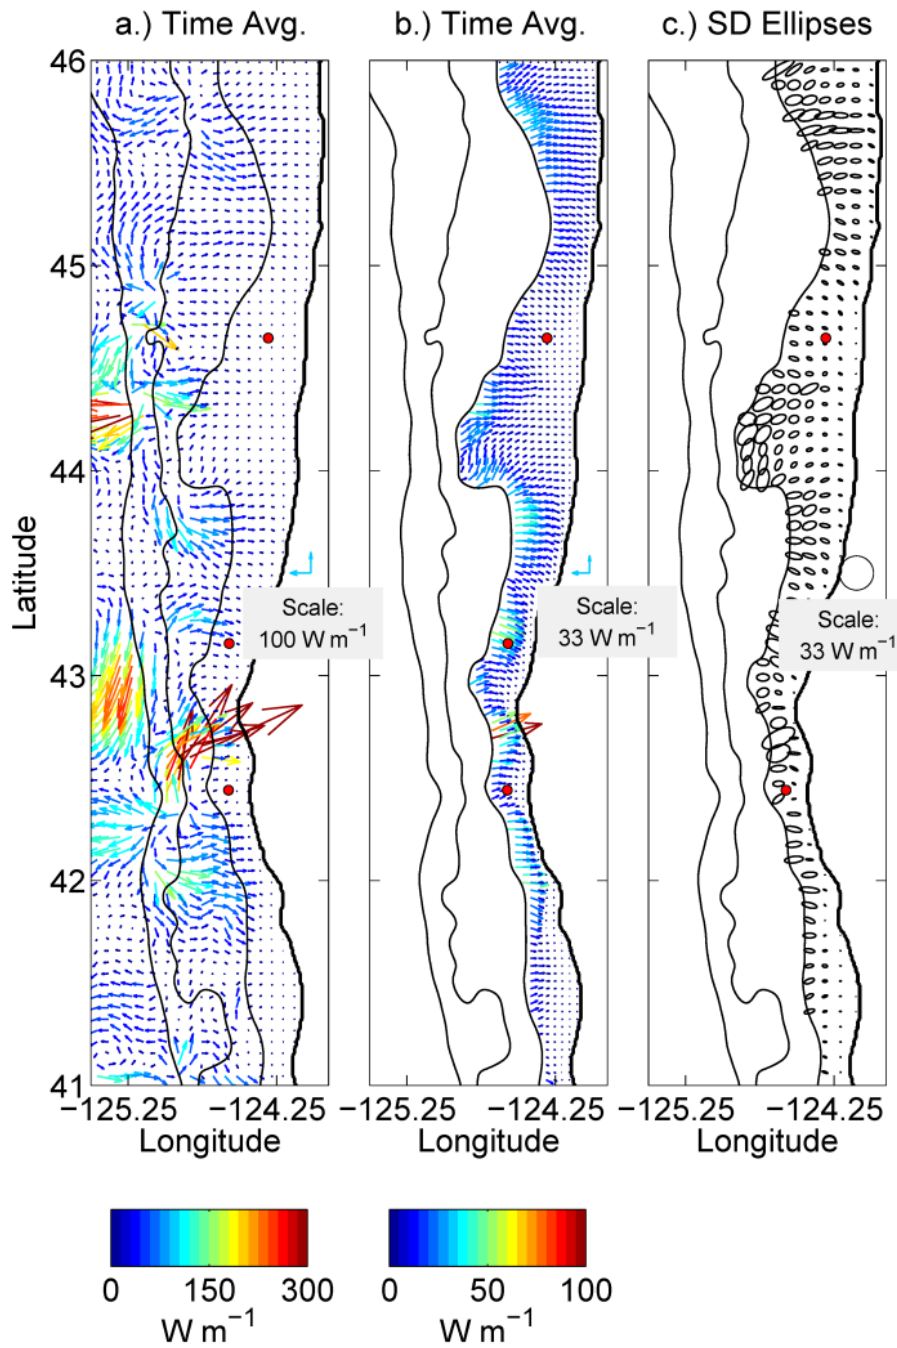 a.) Time Avg.
b.) Time Avg.
c.) SD Ellipses
46
45
44
43
42
41
Latitude
Scale:
100 W m⁻¹
Scale:
33 W m⁻¹
Scale:
33 W m⁻¹
−125.25 −124.25
−125.25 −124.25
−125.25 −124.25
Longitude
Longitude
Longitude
0 150 300
W m⁻¹
0 50 100
W m⁻¹